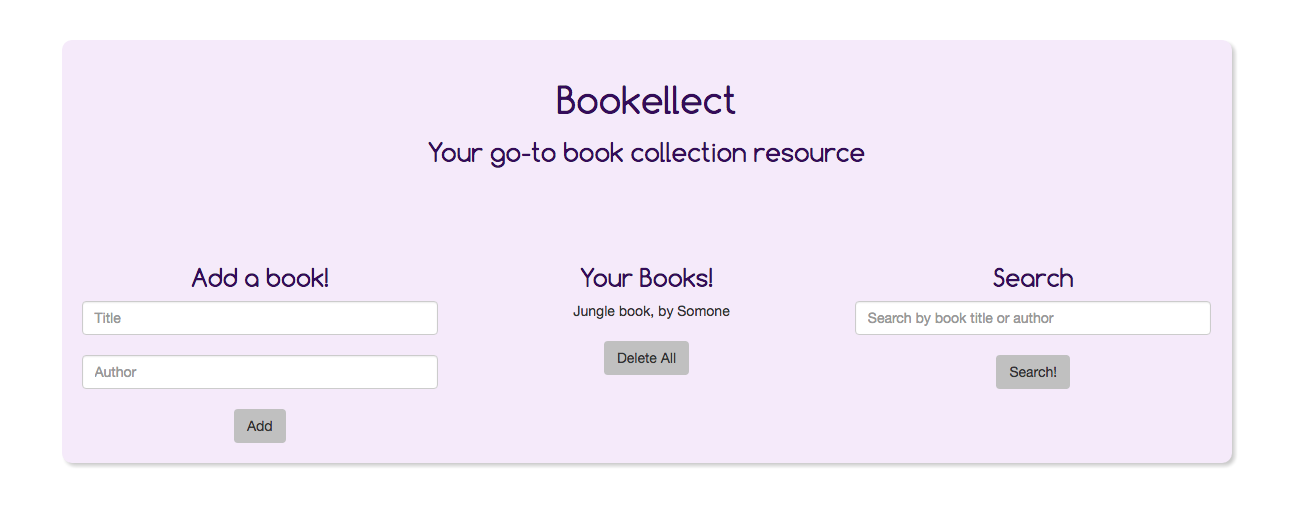 Bookellect
Your go-to book collection resource
Add a book!
Title
Author
Add
Your Books!
Jungle book, by Somone
Delete All
Search
Search by book title or author
Search!